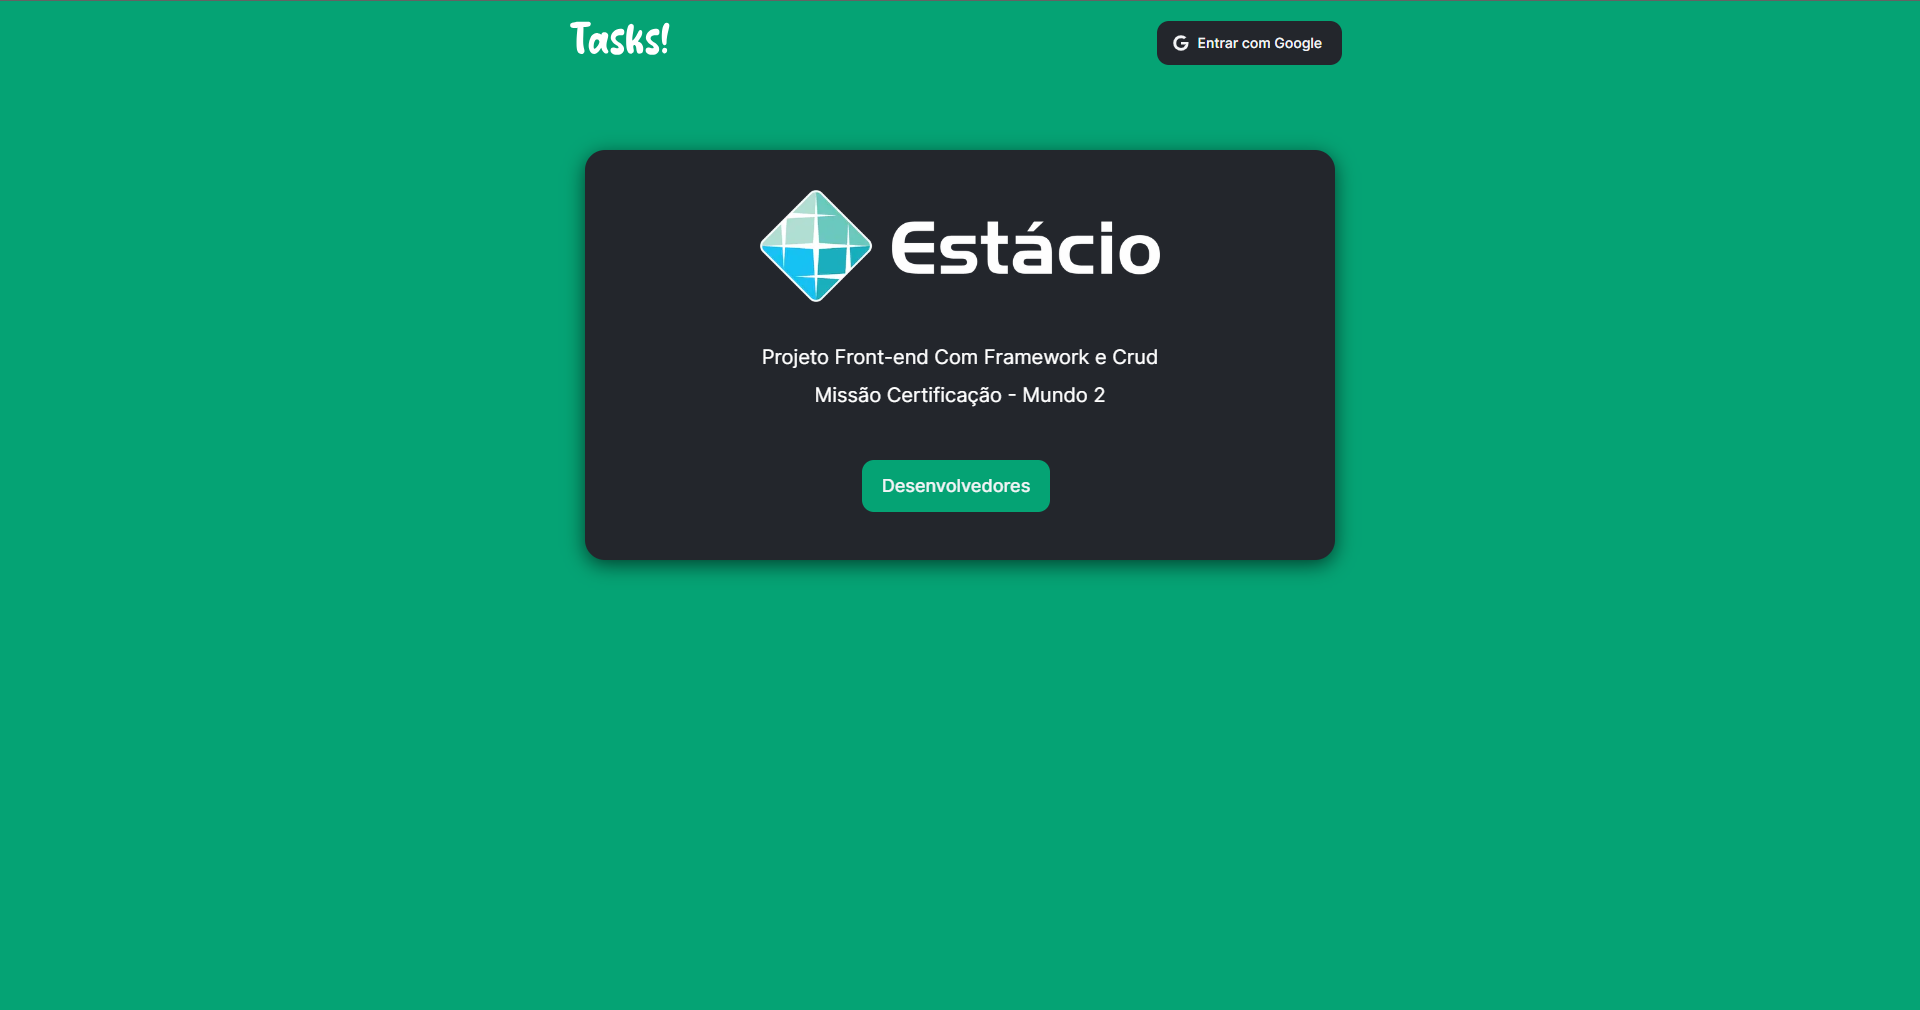 Tasks!
Entrar com Google
Estácio
Projeto Front-end Com Framework e Crud
Missão Certificação - Mundo 2
Desenvolvedores